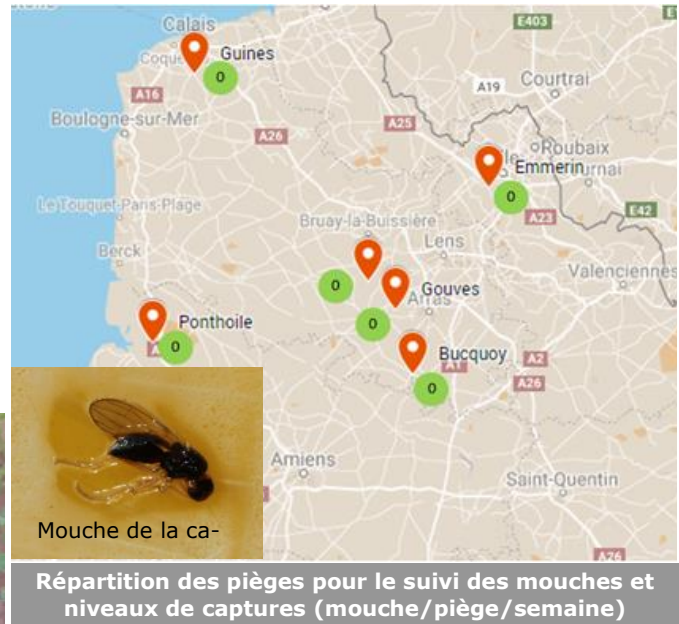 E403
Calais
Coque
Guines
0
A16
A19
Courtrai
Boulogne-sur-Mer
A25
A26
Roubaix
Emmerin
urnai
0
A23
Le Touquet-Paris-Plage
E42
Bruay-la-Buissière
Lens
Berck
Valenciennes
0
Gouves
Arras
Ponthoile
0
0
Bucquoy
A1
A2
0
A26
Amiens
Saint-Quentin
Mouche de la ca-
A26
Répartition des pièges pour le suivi des mouches et
niveaux de captures (mouche/piège/semaine)